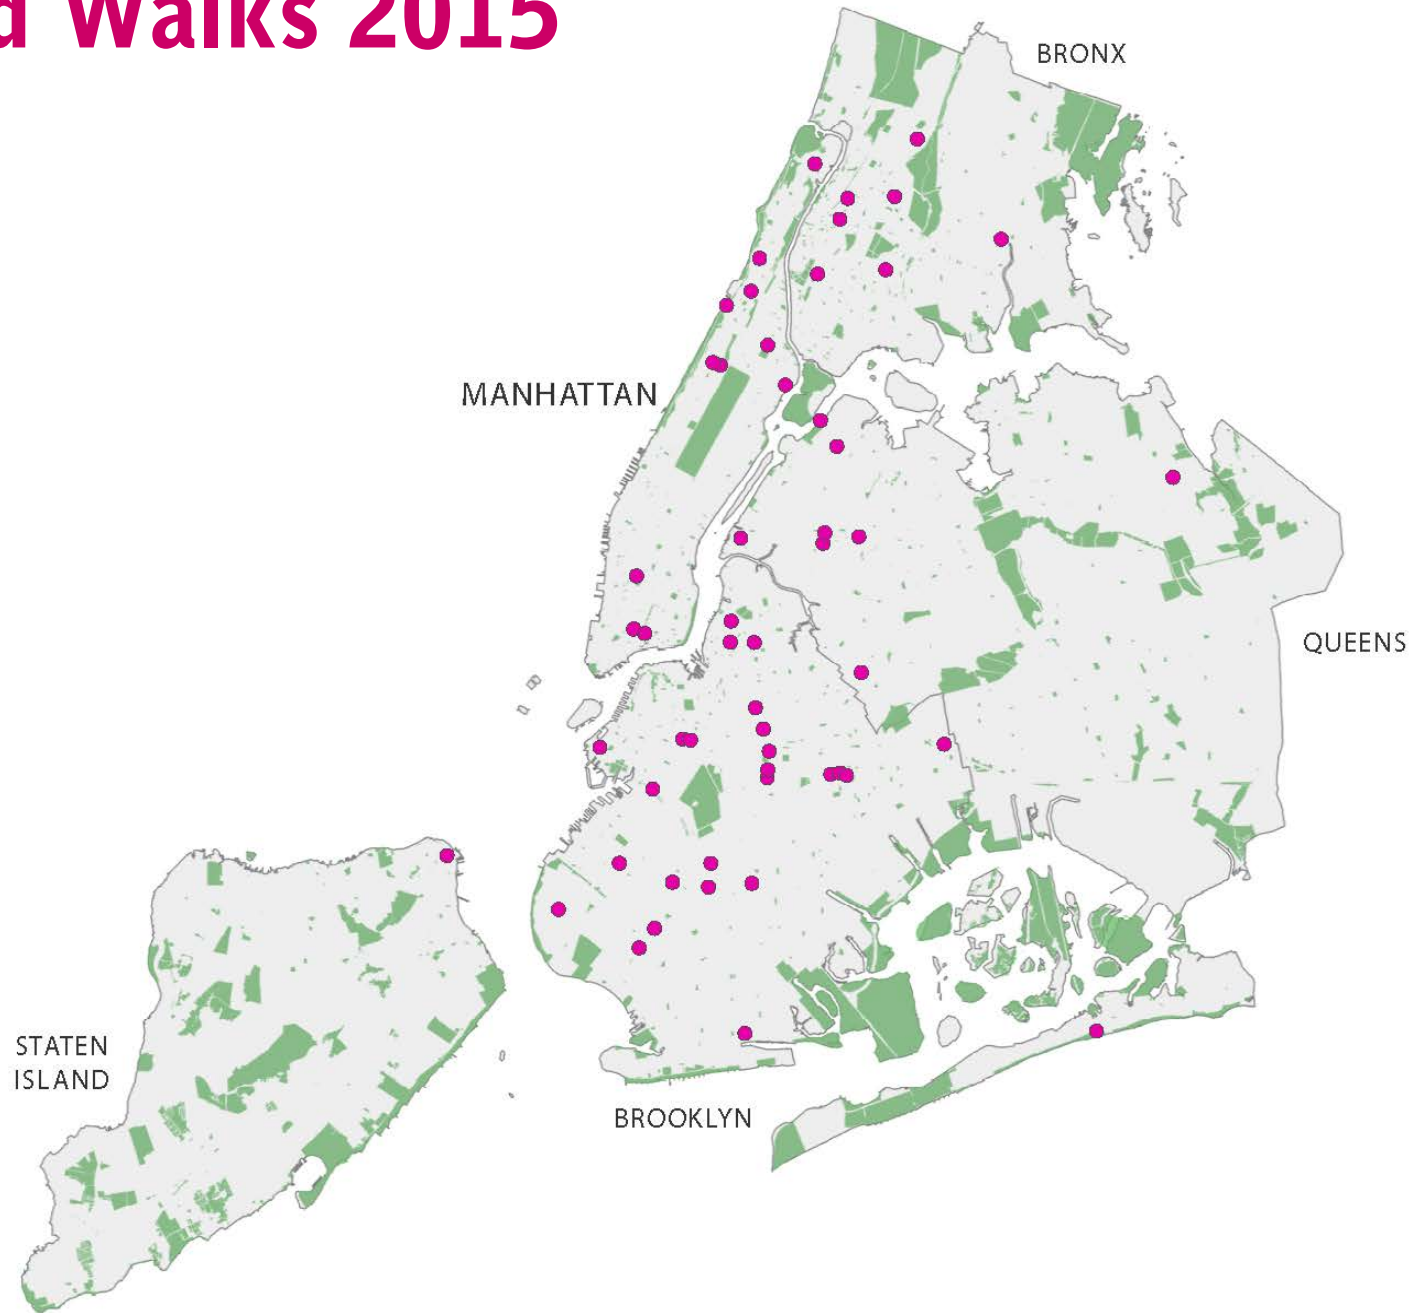 d Walks 2015
BRONX
MANHATTAN
QUEENS
STATEN
ISLAND
BROOKLYN